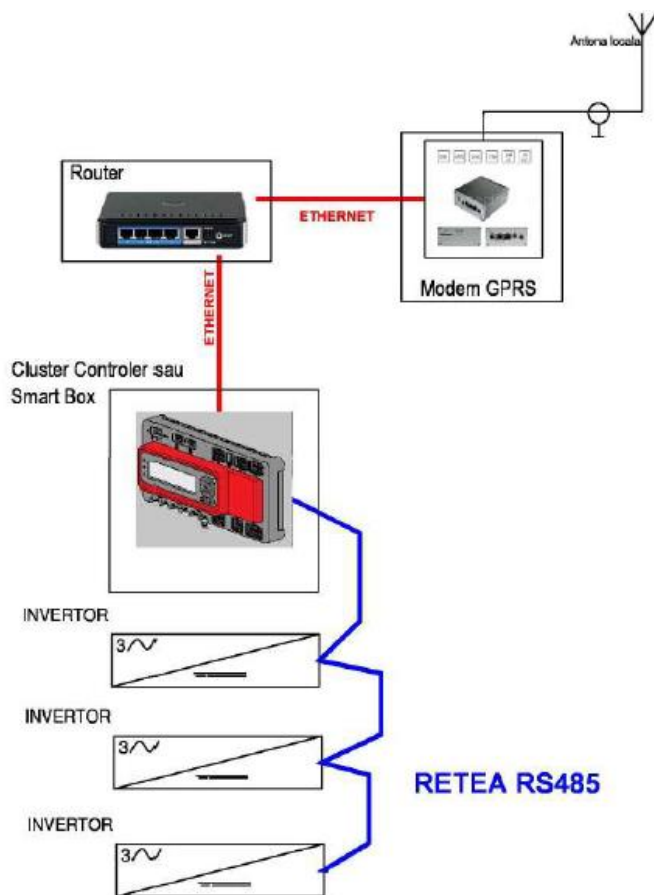 Antena locala
Router
ETHERNET
Modem GPRS
ETHERNET
Cluster Controler sau
Smart Box
INVERTOR
3
INVERTOR
3
RETEA RS485
INVERTOR
3